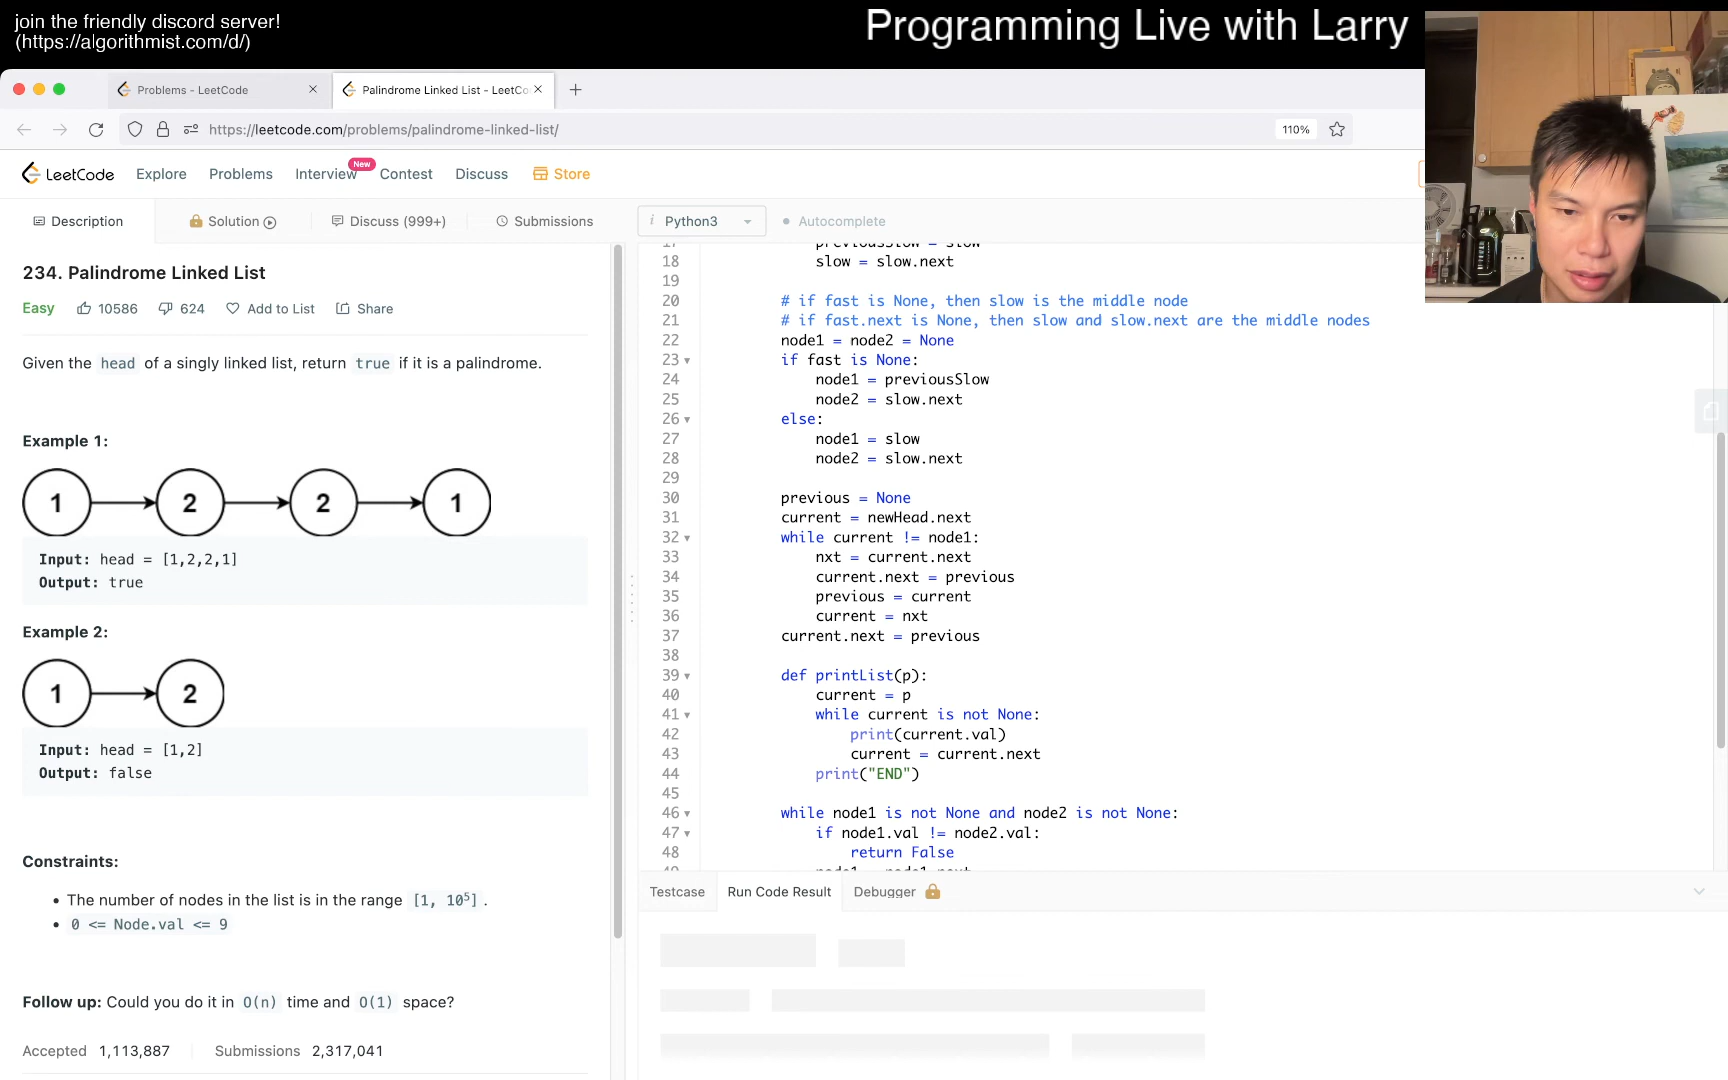 join the friendly discord server!
(https://algorithmist.com/d/)
Programming Live with Larry
Problems - LeetCode
Palindrome Linked List - LeetCo
https://leetcode.com/problems/palindrome-linked-list/
110%
LeetCode
Explore
Problems
Interview
New
Contest
Discuss
Store
Description
Solution
Discuss (999+)
Submissions
i Python3
Autocomplete
234. Palindrome Linked List
Easy
10586
624
Add to List
Share
Given the head of a singly linked list, return true if it is a palindrome.
Example 1:
1 2 2 1
Input: head = [1,2,2,1]
Output: true
Example 2:
1 2
Input: head = [1,2]
Output: false
Constraints:
• The number of nodes in the list is in the range [1, 10⁵] .
• 0 <= Node.val <= 9
Follow up: Could you do it in O(n) time and O(1) space?
Accepted 1,113,887
Submissions 2,317,041
17 previousSlow = slow
18 slow = slow.next
19
20 # if fast is None, then slow is the middle node
21 # if fast.next is None, then slow and slow.next are the middle nodes
22 node1 = node2 = None
23 if fast is None:
24 node1 = previousSlow
25 node2 = slow.next
26 else:
27 node1 = slow
28 node2 = slow.next
29
30 previous = None
31 current = newHead.next
32 while current != node1:
33 nxt = current.next
34 current.next = previous
35 previous = current
36 current = nxt
37 current.next = previous
38
39 def printList(p):
40 current = p
41 while current is not None:
42 print(current.val)
43 current = current.next
44 print("END")
45
46 while node1 is not None and node2 is not None:
47 if node1.val != node2.val:
48 return False
49 node1 = node1.next
Testcase
Run Code Result
Debugger